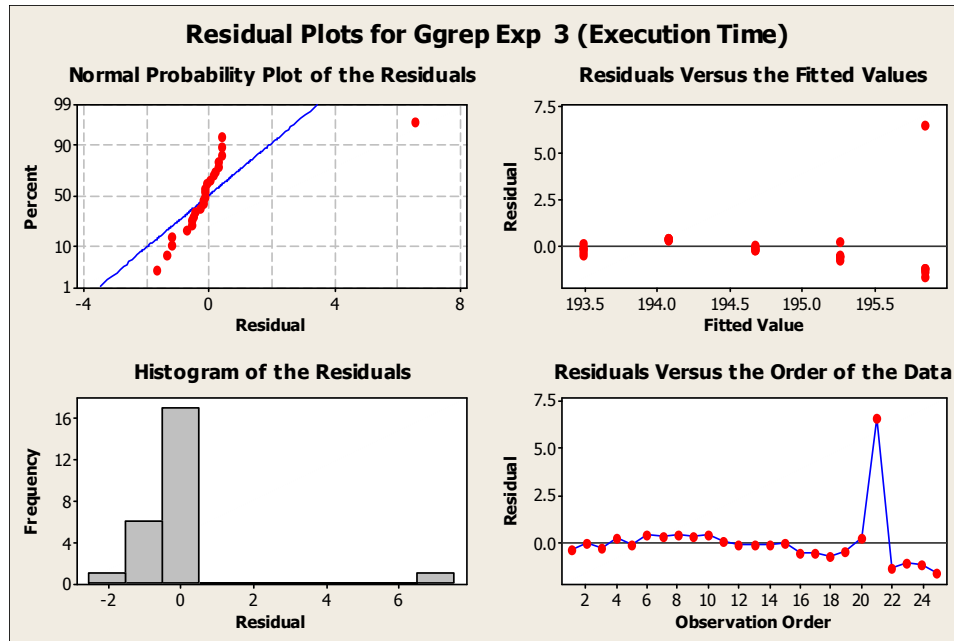 Residual Plots for Ggrep Exp 3 (Execution Time)
Normal Probability Plot of the Residuals
99
90
50
10
1
Percent
-4 0 4 8
Residual
Residuals Versus the Fitted Values
7.5
5.0
2.5
0.0
Residual
193.5 194.0 194.5 195.0 195.5
Fitted Value
Histogram of the Residuals
16
12
8
4
0
Frequency
-2 0 2 4 6
Residual
Residuals Versus the Order of the Data
7.5
5.0
2.5
0.0
Residual
2 4 6 8 10 12 14 16 18 20 22 24
Observation Order